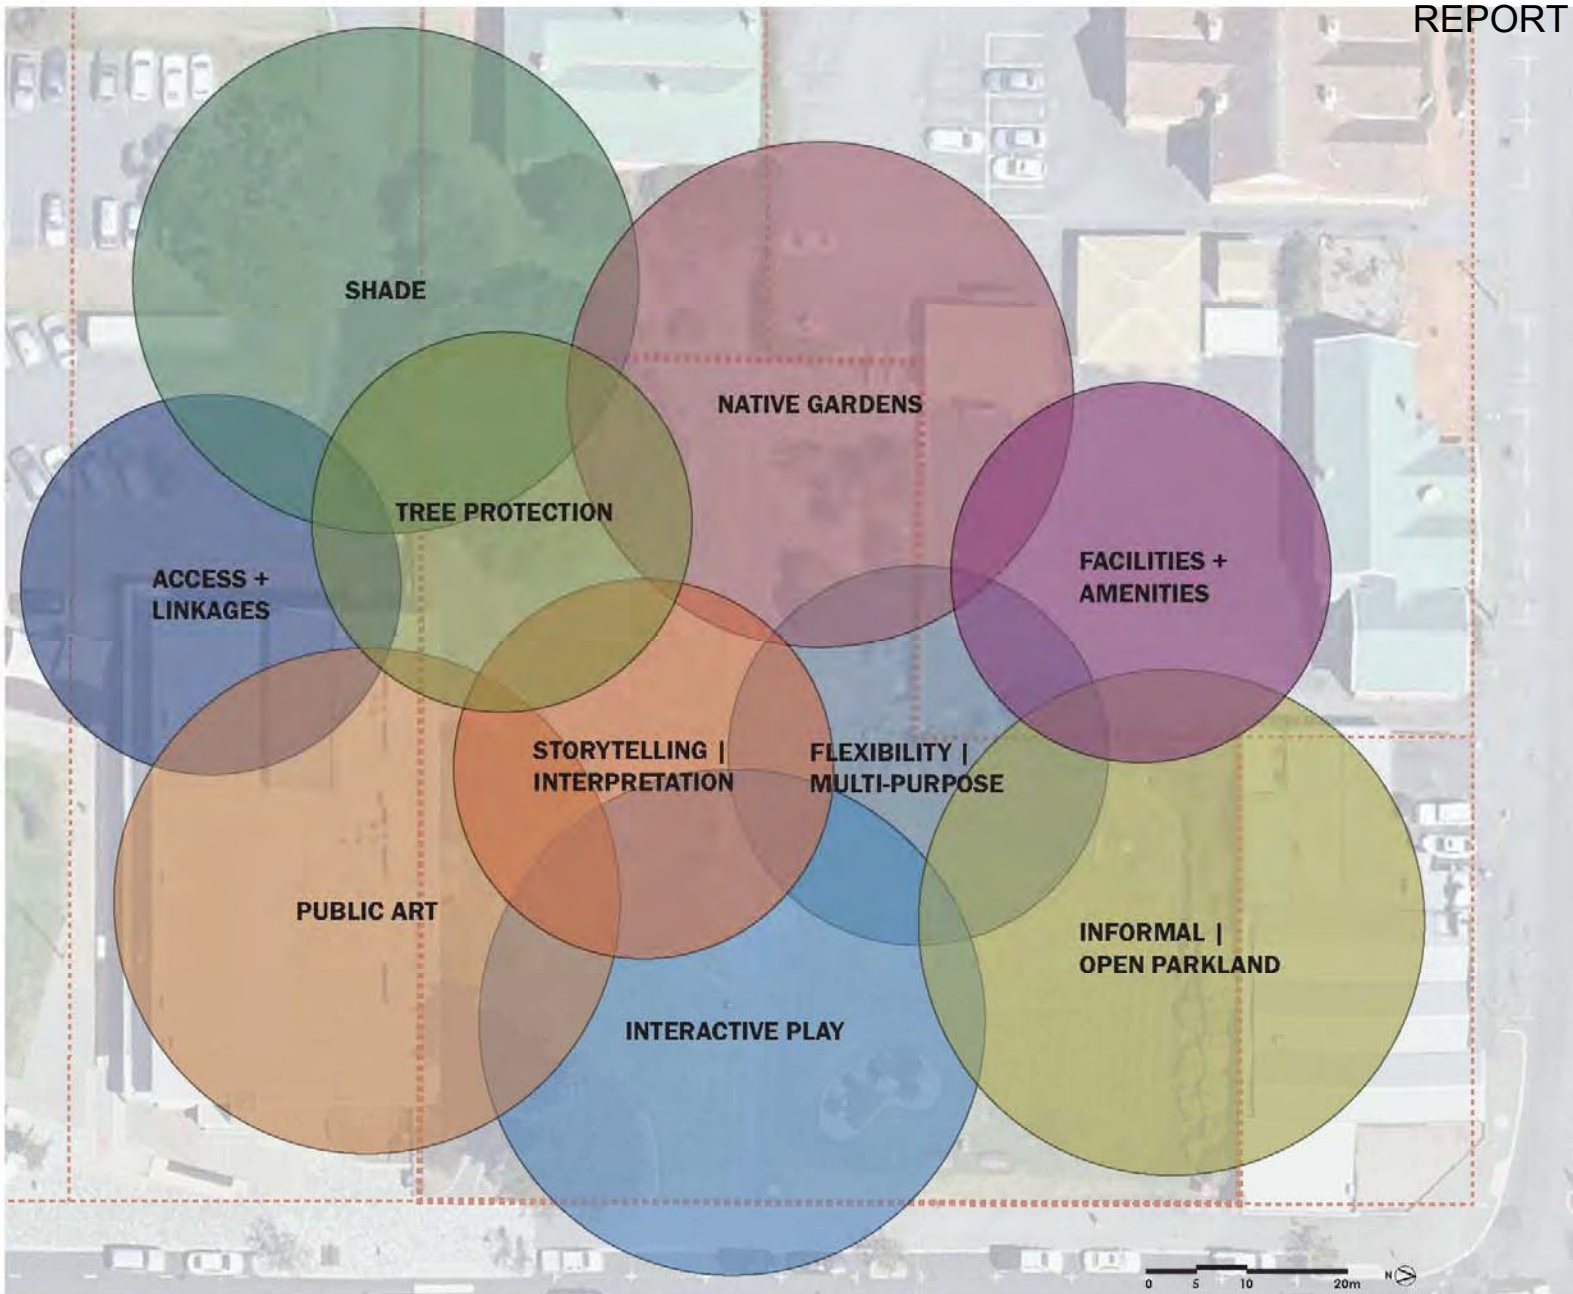 REPORT
SHADE
NATIVE GARDENS
TREE PROTECTION
FACILITIES +
AMENITIES
ACCESS +
LINKAGES
STORYTELLING |
INTERPRETATION
FLEXIBILITY |
MULTI-PURPOSE
PUBLIC ART
INFORMAL |
OPEN PARKLAND
INTERACTIVE PLAY
0 5 10 20m
N